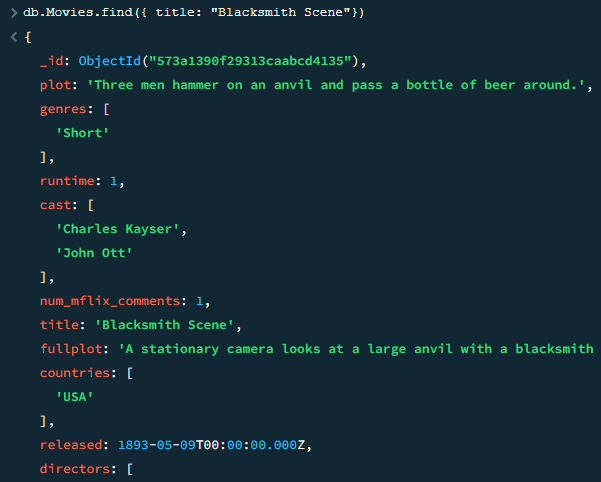 > db.Movies.find({ title: "Blacksmith Scene"})
< {
_id: ObjectId("573a1390f29313caabcd4135"),
plot: 'Three men hammer on an anvil and pass a bottle of beer around.',
genres: [
'Short'
],
runtime: 1,
cast: [
'Charles Kayser',
'John Ott'
],
num_mflix_comments: 1,
title: 'Blacksmith Scene',
fullplot: 'A stationary camera looks at a large anvil with a blacksmith
countries: [
'USA'
],
released: 1893-05-09T00:00:00.000Z,
directors: [